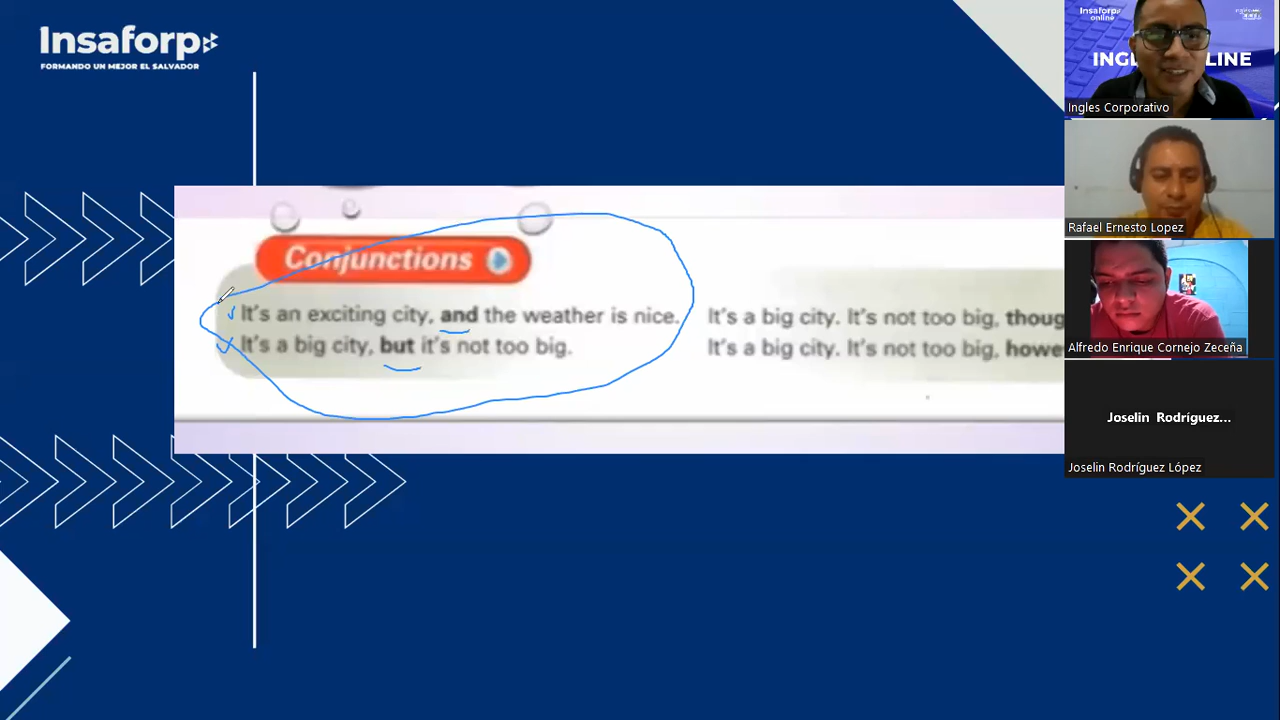 Insaforp
FORMANDO UN MEJOR EL SALVADOR
Conjunctions
It's an exciting city, and the weather is nice.
It's a big city, but it's not too big.
It's a big city. It's not too big, thoug
It's a big city. It's not too big, howe
Insaforp
online
INGL LINE
Ingles Corporativo
Rafael Ernesto Lopez
Alfredo Enrique Cornejo Zeceña
Joselin Rodríguez...
Joselin Rodríguez López